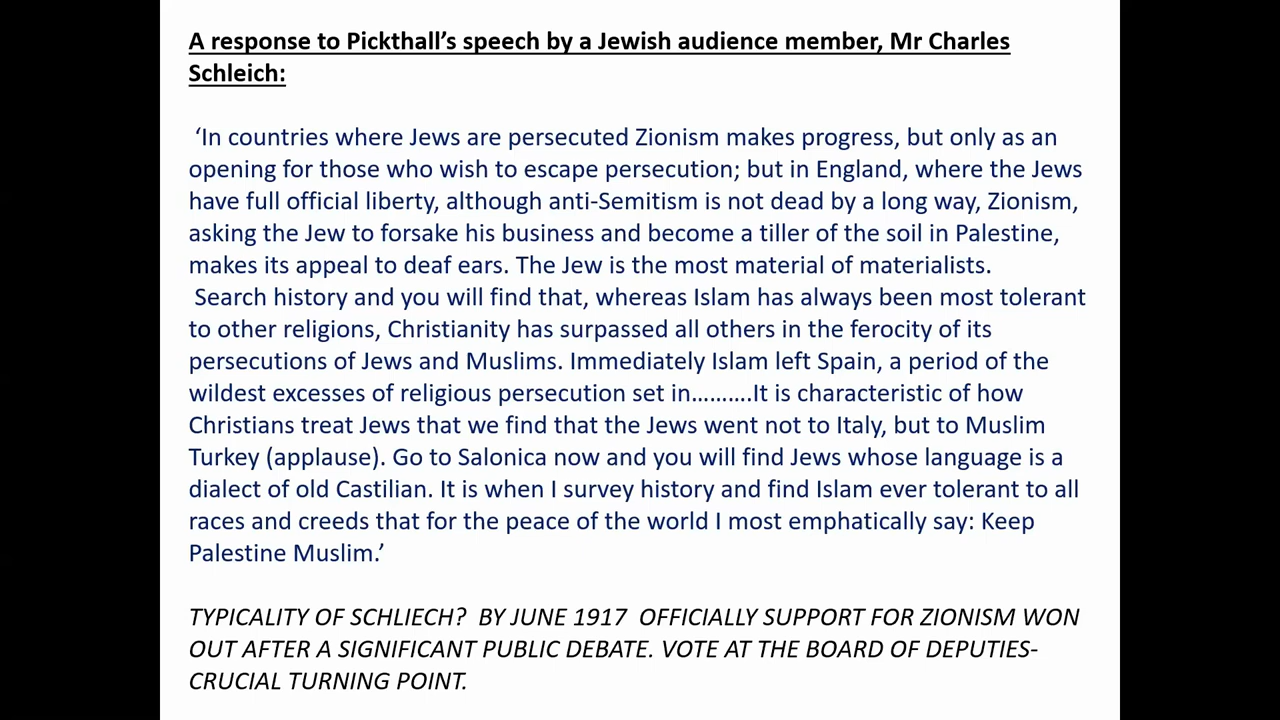 A response to Pickthall’s speech by a Jewish audience member, Mr Charles
Schleich:
‘In countries where Jews are persecuted Zionism makes progress, but only as an
opening for those who wish to escape persecution; but in England, where the Jews
have full official liberty, although anti-Semitism is not dead by a long way, Zionism,
asking the Jew to forsake his business and become a tiller of the soil in Palestine,
makes its appeal to deaf ears. The Jew is the most material of materialists.
Search history and you will find that, whereas Islam has always been most tolerant
to other religions, Christianity has surpassed all others in the ferocity of its
persecutions of Jews and Muslims. Immediately Islam left Spain, a period of the
wildest excesses of religious persecution set in……….It is characteristic of how
Christians treat Jews that we find that the Jews went not to Italy, but to Muslim
Turkey (applause). Go to Salonica now and you will find Jews whose language is a
dialect of old Castilian. It is when I survey history and find Islam ever tolerant to all
races and creeds that for the peace of the world I most emphatically say: Keep
Palestine Muslim.’
TYPICALITY OF SCHLIECH? BY JUNE 1917 OFFICIALLY SUPPORT FOR ZIONISM WON
OUT AFTER A SIGNIFICANT PUBLIC DEBATE. VOTE AT THE BOARD OF DEPUTIES-
CRUCIAL TURNING POINT.